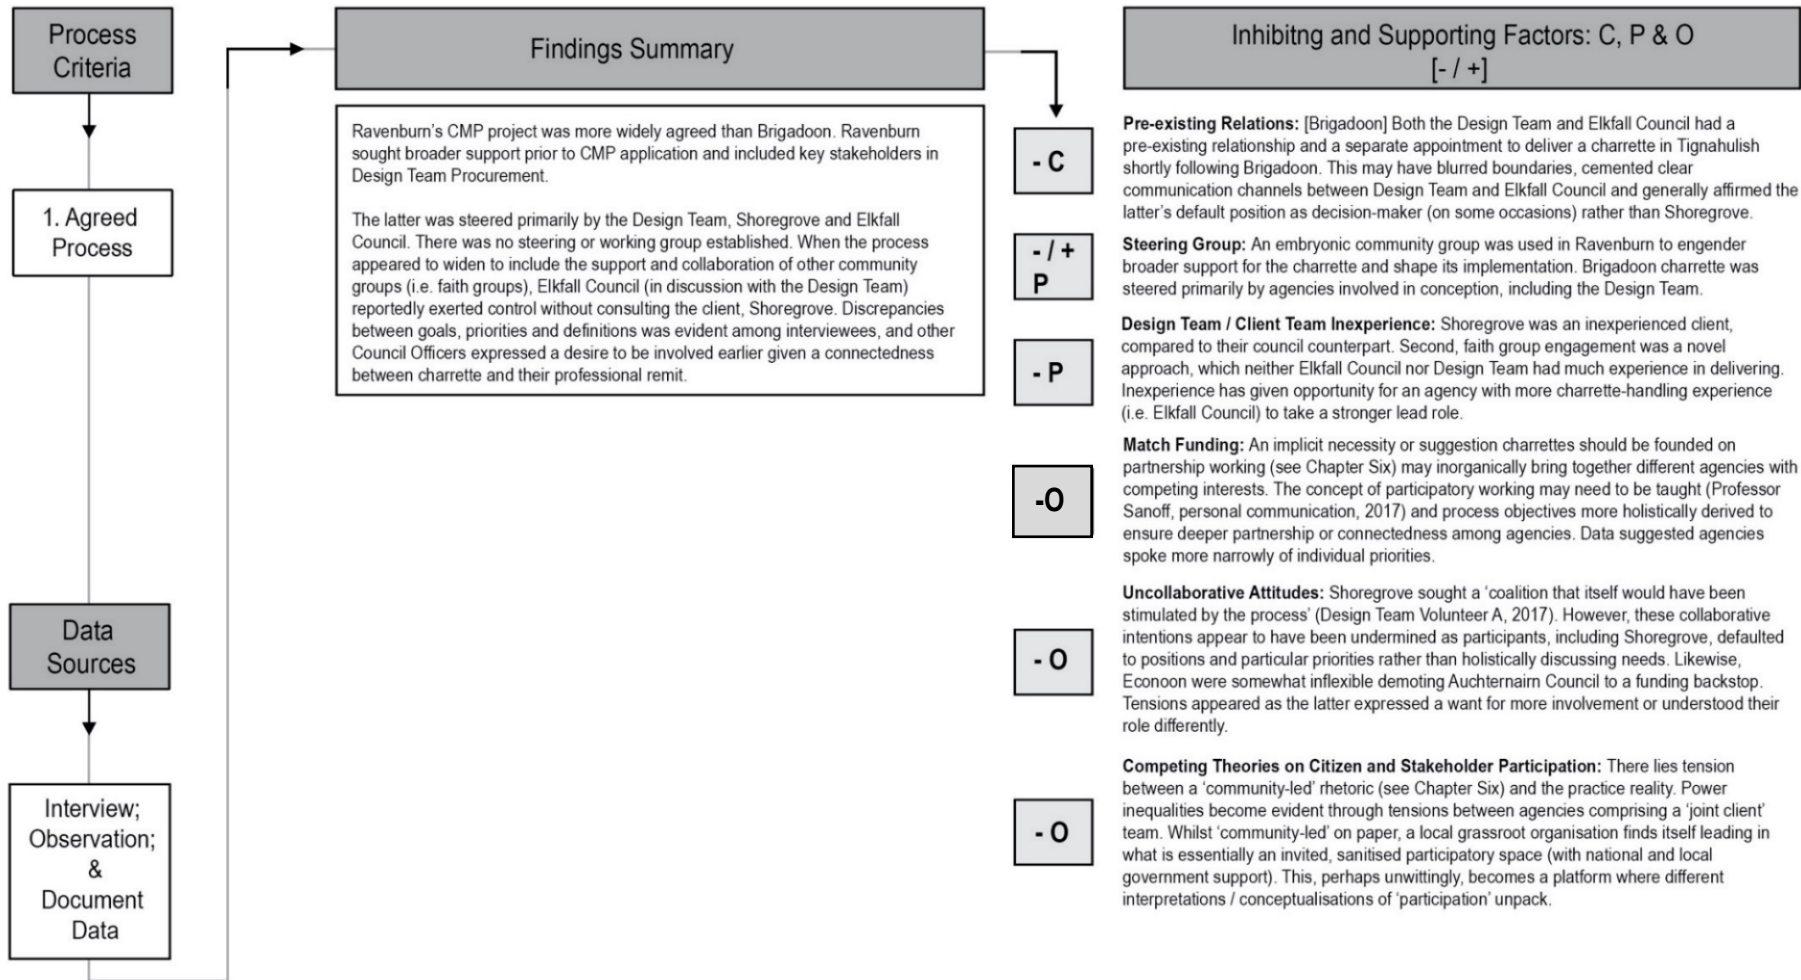 Process
Criteria
1. Agreed
Process
Data
Sources
Interview;
Observation;
&
Document
Data
Findings Summary
Ravenburn's CMP project was more widely agreed than Brigadoon. Ravenburn
sought broader support prior to CMP application and included key stakeholders in
Design Team Procurement.
The latter was steered primarily by the Design Team, Shoregrove and Elkfall
Council. There was no steering or working group established. When the process
appeared to widen to include the support and collaboration of other community
groups (i.e. faith groups), Elkfall Council (in discussion with the Design Team)
reportedly exerted control without consulting the client, Shoregrove. Discrepancies
between goals, priorities and definitions was evident among interviewees, and other
Council Officers expressed a desire to be involved earlier given a connectedness
between charrette and their professional remit.
Inhibitng and Supporting Factors: C, P & O
[- / +]
- C
Pre-existing Relations: [Brigadoon] Both the Design Team and Elkfall Council had a
pre-existing relationship and a separate appointment to deliver a charrette in Tignahulish
shortly following Brigadoon. This may have blurred boundaries, cemented clear
communication channels between Design Team and Elkfall Council and generally affirmed the
latter's default position as decision-maker (on some occasions) rather than Shoregrove.
- / +
P
Steering Group: An embryonic community group was used in Ravenburn to engender
broader support for the charrette and shape its implementation. Brigadoon charrette was
steered primarily by agencies involved in conception, including the Design Team.
- P
Design Team / Client Team Inexperience: Shoregrove was an inexperienced client,
compared to their council counterpart. Second, faith group engagement was a novel
approach, which neither Elkfall Council nor Design Team had much experience in delivering.
Inexperience has given opportunity for an agency with more charrette-handling experience
(i.e. Elkfall Council) to take a stronger lead role.
-O
Match Funding: An implicit necessity or suggestion charrettes should be founded on
partnership working (see Chapter Six) may inorganically bring together different agencies with
competing interests. The concept of participatory working may need to be taught (Professor
Sanoff, personal communication, 2017) and process objectives more holistically derived to
ensure deeper partnership or connectedness among agencies. Data suggested agencies
spoke more narrowly of individual priorities.
- O
Uncollaborative Attitudes: Shoregrove sought a 'coalition that itself would have been
stimulated by the process' (Design Team Volunteer A, 2017). However, these collaborative
intentions appear to have been undermined as participants, including Shoregrove, defaulted
to positions and particular priorities rather than holistically discussing needs. Likewise,
Econoon were somewhat inflexible demoting Auchternairn Council to a funding backstop.
Tensions appeared as the latter expressed a want for more involvement or understood their
role differently.
- O
Competing Theories on Citizen and Stakeholder Participation: There lies tension
between a 'community-led' rhetoric (see Chapter Six) and the practice reality. Power
inequalities become evident through tensions between agencies comprising a 'joint client'
team. Whilst 'community-led' on paper, a local grassroot organisation finds itself leading in
what is essentially an invited, sanitised participatory space (with national and local
government support). This, perhaps unwittingly, becomes a platform where different
interpretations / conceptualisations of 'participation' unpack.